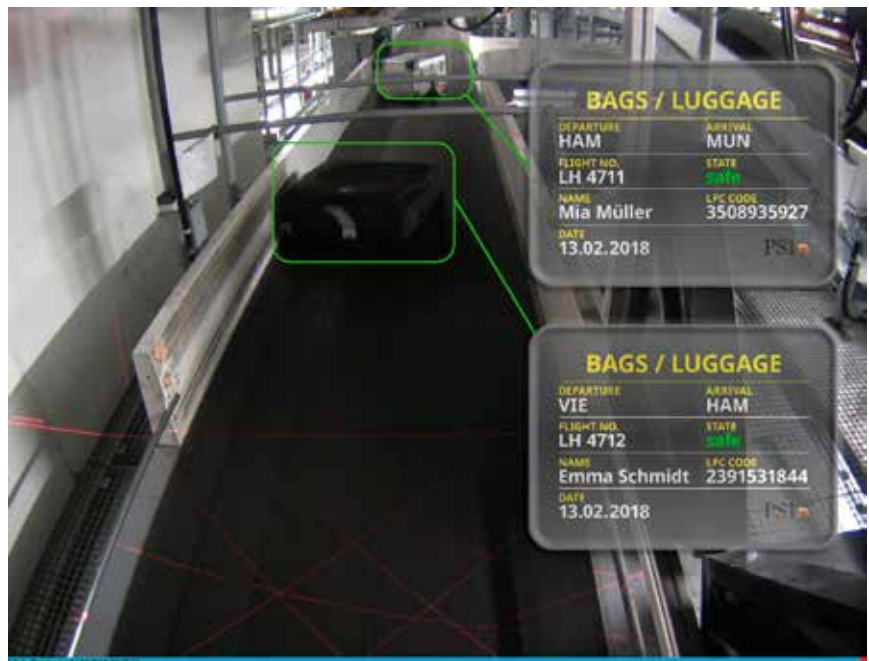 BAGS / LUGGAGE
DEPARTURE ARRIVAL
HAM MUN
FLIGHT NO. STATE
LH 4711 safe
NAME LPC CODE
Mia Müller 3508935927
DATE
13.02.2018 PSI
BAGS / LUGGAGE
DEPARTURE ARRIVAL
VIE HAM
FLIGHT NO. STATE
LH 4712 safe
NAME LPC CODE
Emma Schmidt 2391531844
DATE
13.02.2018 PSI